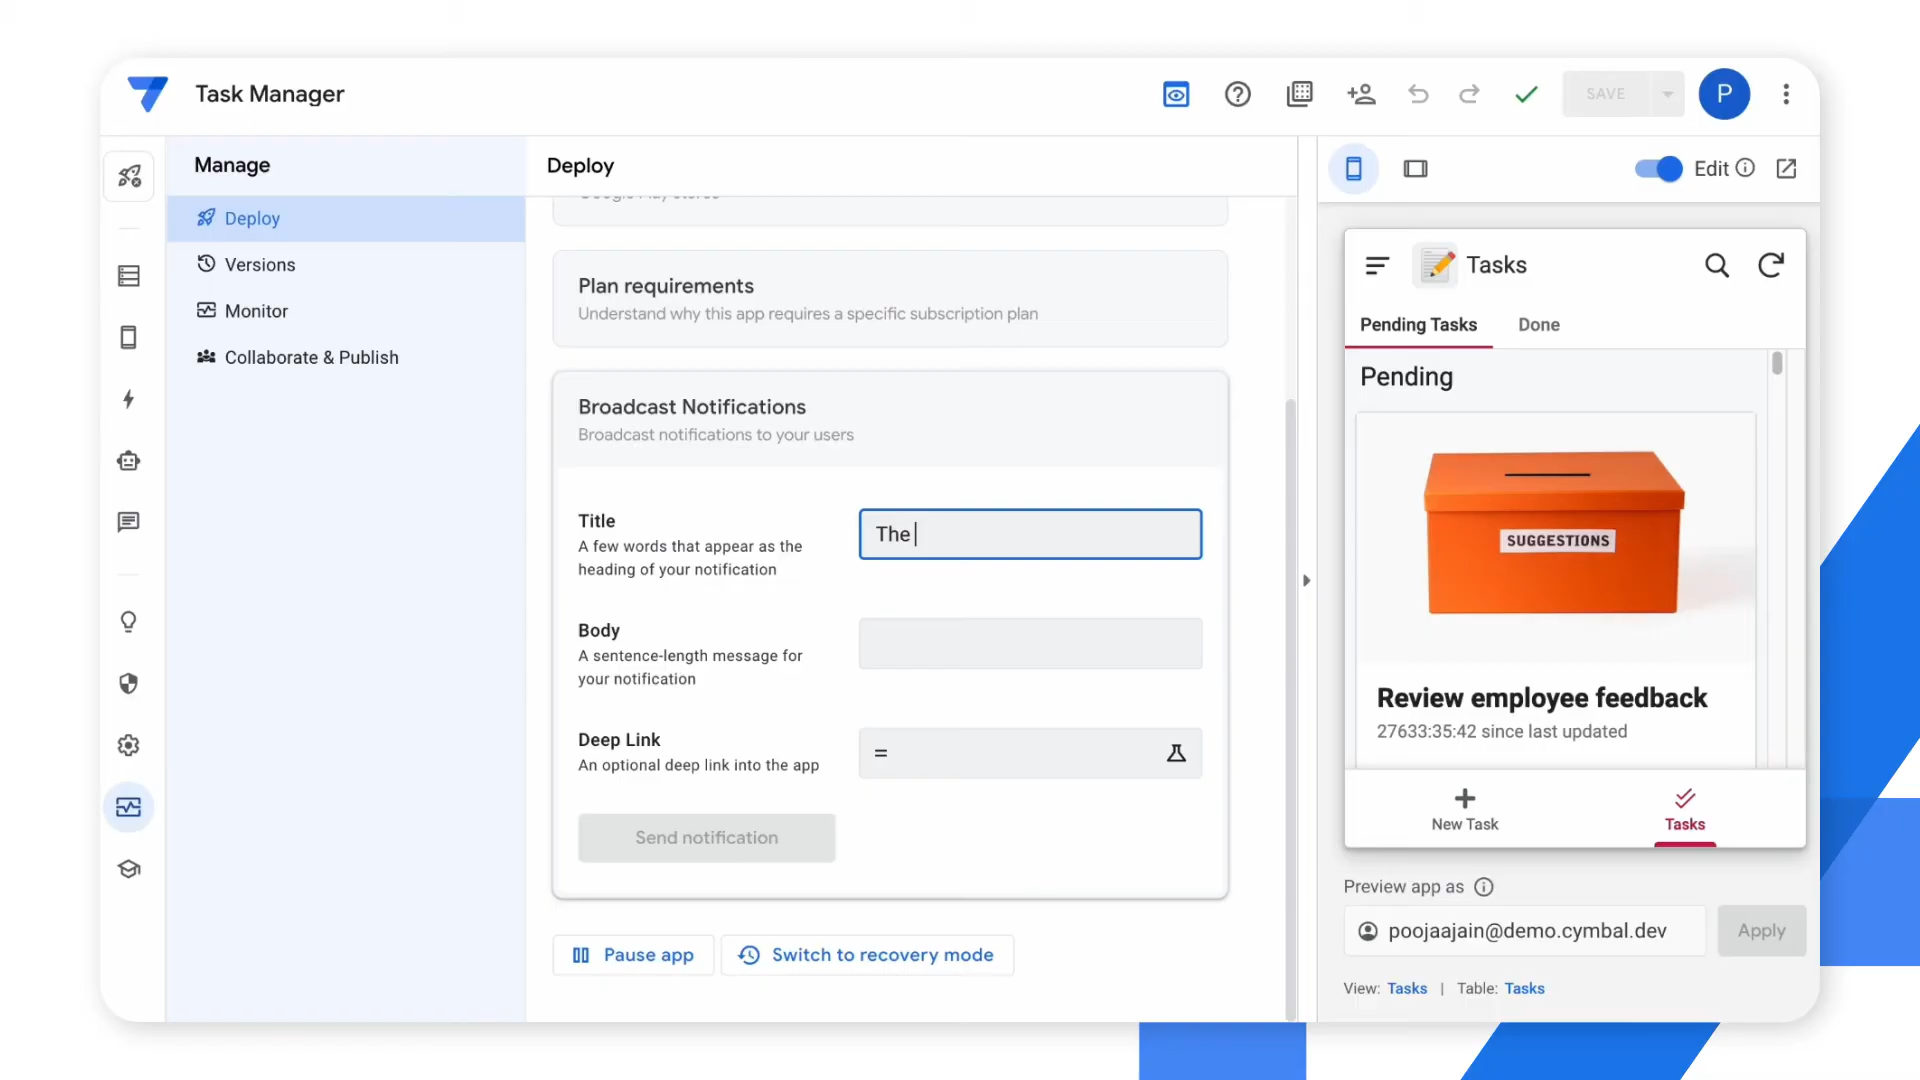 Task Manager
SAVE
P
Manage
Deploy
Versions
Monitor
Collaborate & Publish
Deploy
Plan requirements
Understand why this app requires a specific subscription plan
Broadcast Notifications
Broadcast notifications to your users
Title
A few words that appear as the
heading of your notification
The
Body
A sentence-length message for
your notification
Deep Link
An optional deep link into the app
=
Send notification
Pause app
Switch to recovery mode
Edit
Tasks
Pending Tasks
Done
Pending
SUGGESTIONS
Review employee feedback
27633:35:42 since last updated
New Task
Tasks
Preview app as
poojaajain@demo.cymbal.dev
Apply
View: Tasks | Table: Tasks